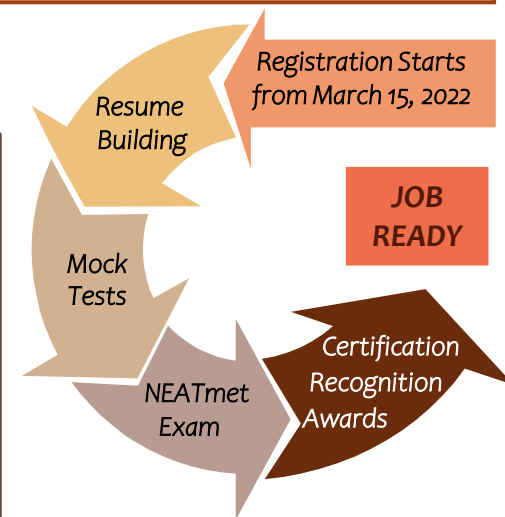 Registration Starts
from March 15, 2022
Resume
Building
Mock
Tests
NEATmet
Exam
Certification
Recognition
Awards
JOB
READY